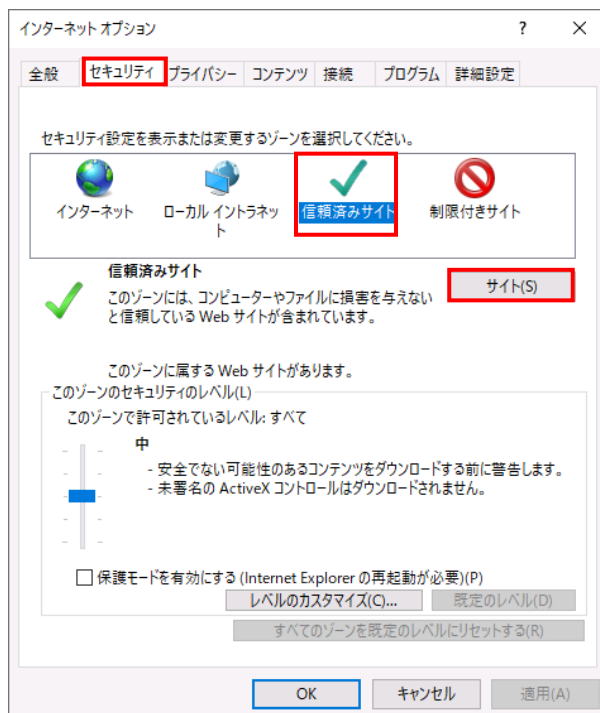 インターネット オプション
?
全般 セキュリティ プライバシー コンテンツ 接続 プログラム 詳細設定
セキュリティ設定を表示または変更するゾーンを選択してください。
インターネット
ローカル イントラネット
信頼済みサイト
制限付きサイト
信頼済みサイト
このゾーンには、コンピューターやファイルに損害を与えない
と信頼している Web サイトが含まれています。
サイト(S)
このゾーンに属する Web サイトがあります。
このゾーンのセキュリティのレベル(L)
このゾーンで許可されているレベル: すべて
中
- 安全でない可能性のあるコンテンツをダウンロードする前に警告します。
- 未署名の ActiveX コントロールはダウンロードされません。
保護モードを有効にする (Internet Explorer の再起動が必要)(P)
レベルのカスタマイズ(C)... 既定のレベル(D)
すべてのゾーンを既定のレベルにリセットする(R)
OK キャンセル 適用(A)